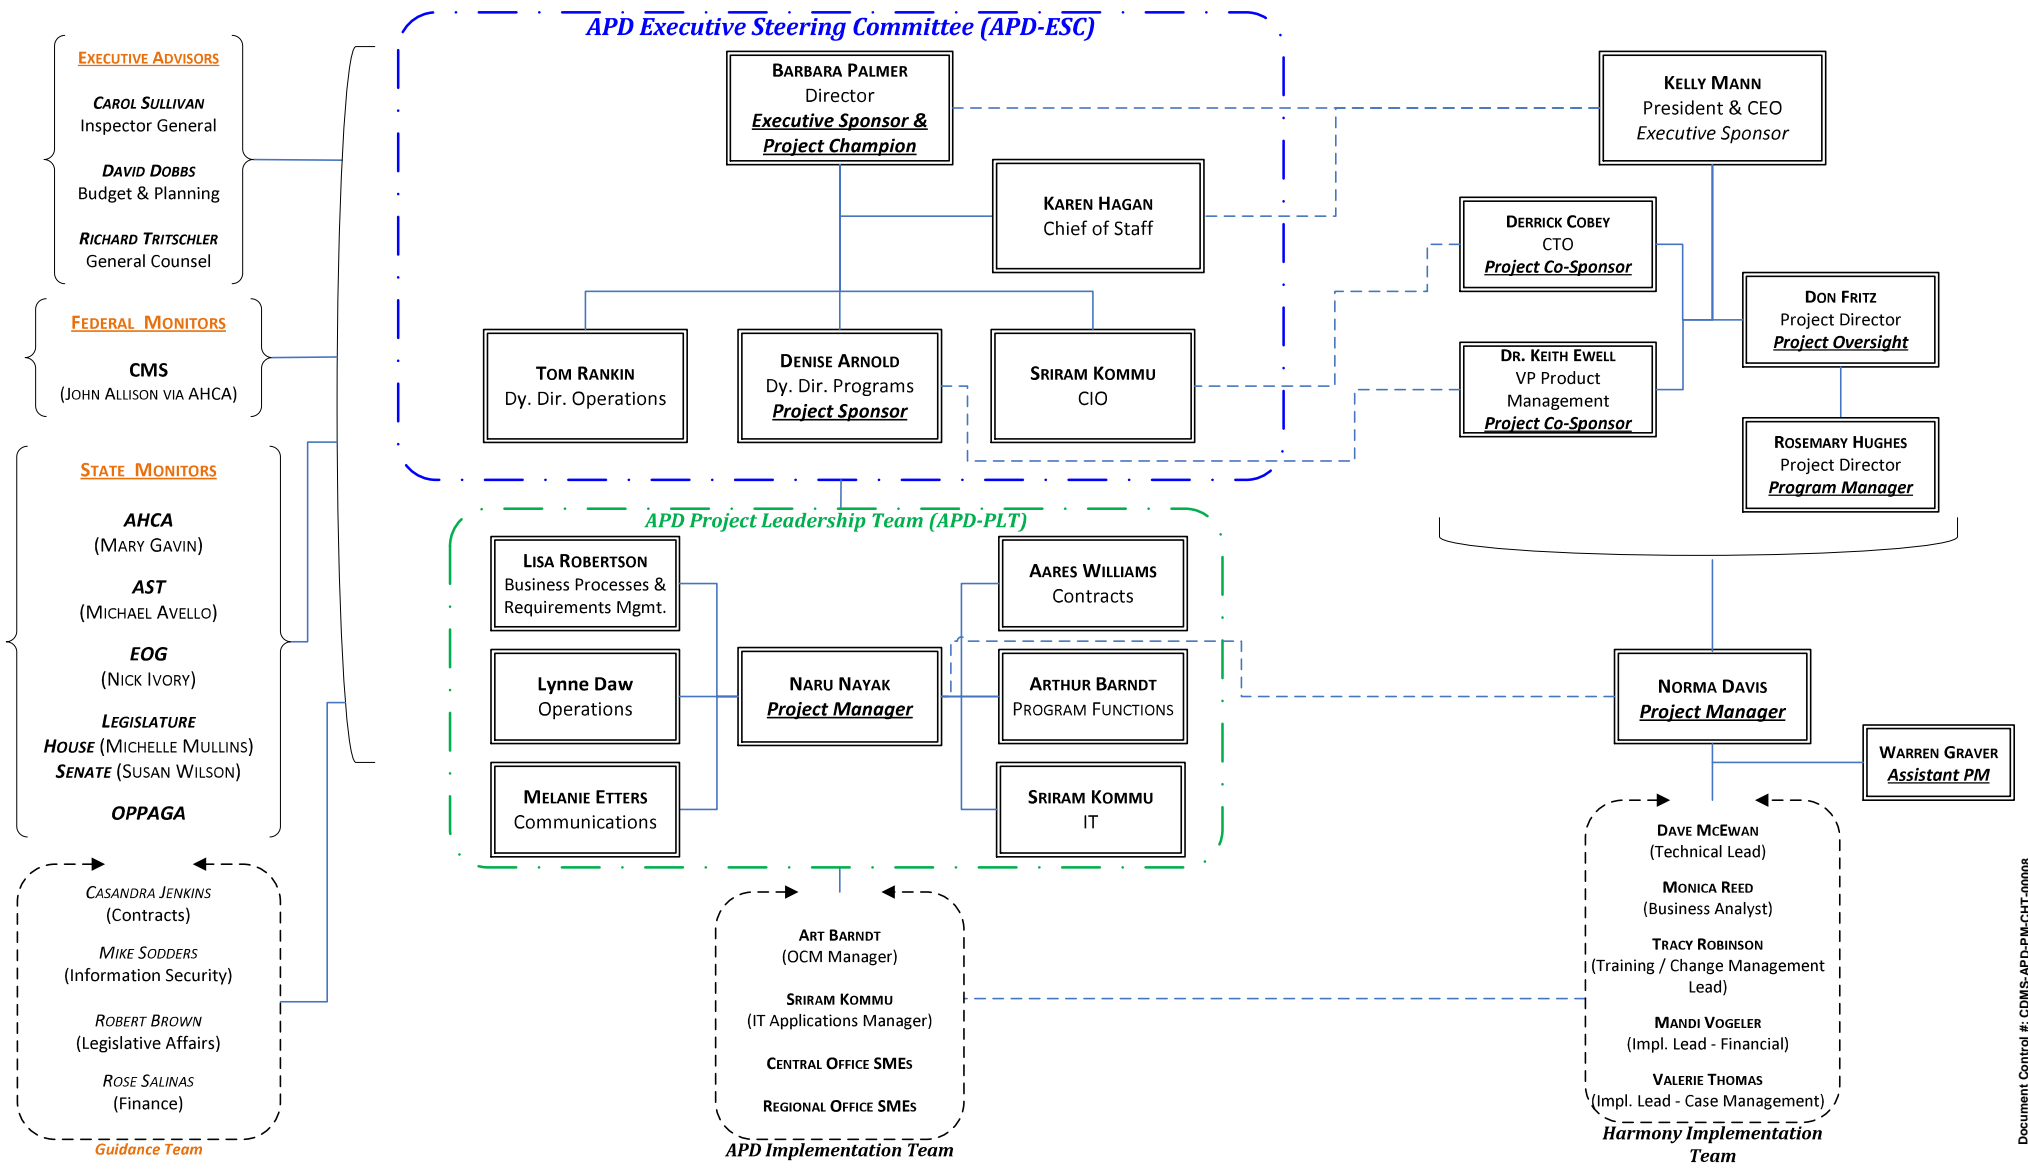 APD Executive Steering Committee (APD-ESC)
EXECUTIVE ADVISORS
CAROL SULLIVAN
Inspector General
DAVID DOBBS
Budget & Planning
RICHARD TRITSCHLER
General Counsel
FEDERAL MONITORS
CMS
(JOHN ALLISON VIA AHCA)
STATE MONITORS
AHCA
(MARY GAVIN)
AST
(MICHAEL AVELLO)
EOG
(NICK IVORY)
LEGISLATURE
HOUSE (MICHELLE MULLINS)
SENATE (SUSAN WILSON)
OPPAGA
CASANDRA JENKINS
(Contracts)
MIKE SODDERS
(Information Security)
ROBERT BROWN
(Legislative Affairs)
ROSE SALINAS
(Finance)
Guidance Team
BARBARA PALMER
Director
Executive Sponsor &
Project Champion
KAREN HAGAN
Chief of Staff
TOM RANKIN
Dy. Dir. Operations
DENISE ARNOLD
Dy. Dir. Programs
Project Sponsor
SRIRAM KOMMU
CIO
APD Project Leadership Team (APD-PLT)
LISA ROBERTSON
Business Processes &
Requirements Mgmt.
Lynne Daw
Operations
MELANIE ETTERS
Communications
NARU NAYAK
Project Manager
AARES WILLIAMS
Contracts
ARTHUR BARNDT
PROGRAM FUNCTIONS
SRIRAM KOMMU
IT
ART BARNDT
(OCM Manager)
SRIRAM KOMMU
(IT Applications Manager)
CENTRAL OFFICE SMES
REGIONAL OFFICE SMES
APD Implementation Team
KELLY MANN
President & CEO
Executive Sponsor
DERRICK COBEY
CTO
Project Co-Sponsor
DR. KEITH EWELL
VP Product
Management
Project Co-Sponsor
DON FRITZ
Project Director
Project Oversight
ROSEMARY HUGHES
Project Director
Program Manager
NORMA DAVIS
Project Manager
WARREN GRAVER
Assistant PM
DAVE MCEWAN
(Technical Lead)
MONICA REED
(Business Analyst)
TRACY ROBINSON
(Training / Change Management
Lead)
MANDI VOGELER
(Impl. Lead - Financial)
VALERIE THOMAS
(Impl. Lead - Case Management)
Harmony Implementation
Team
Document Control #: CDMS-APD-PM-CHT-00008